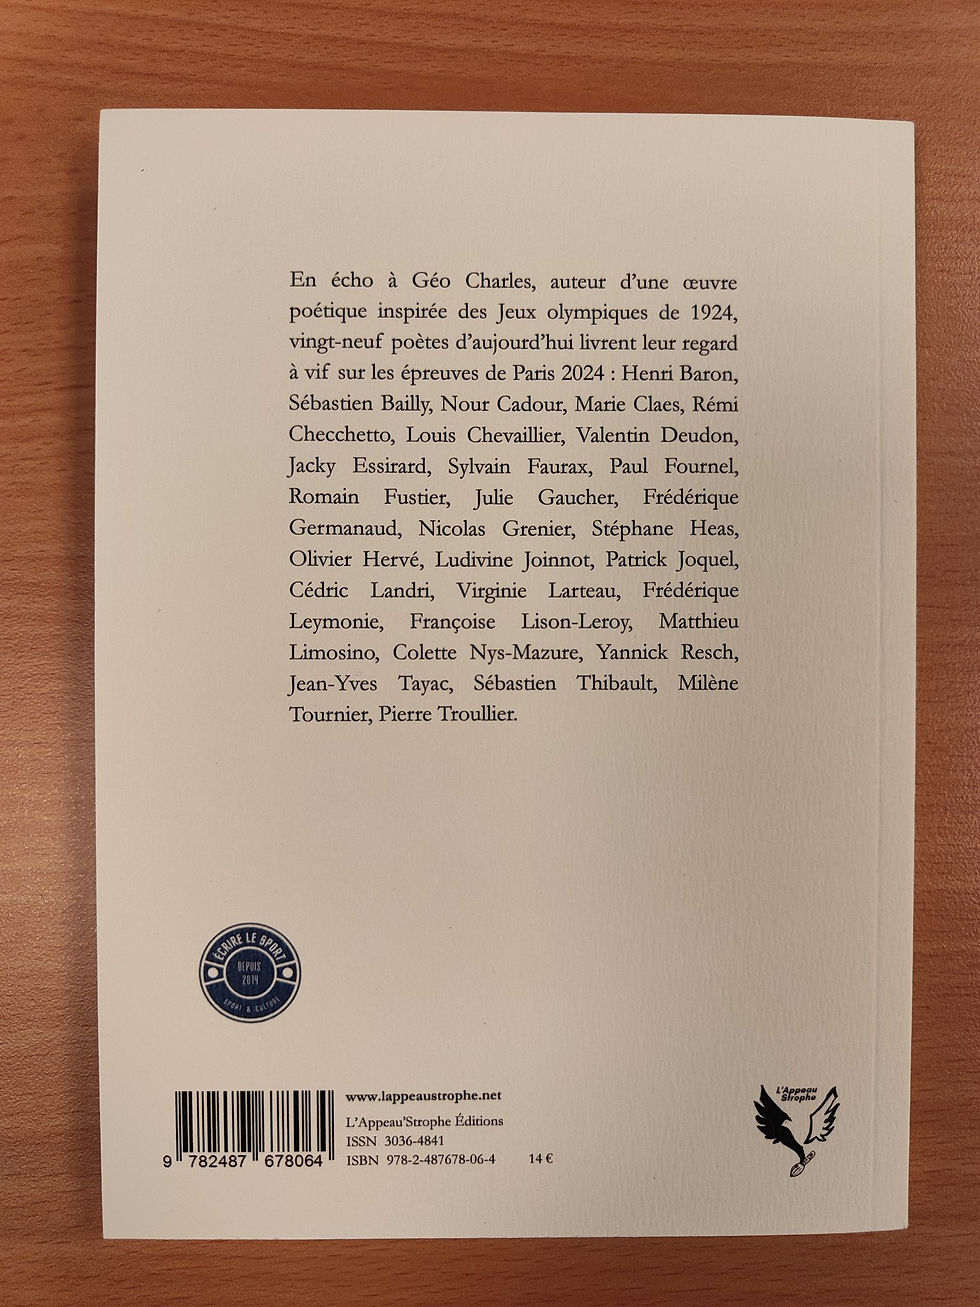 En écho à Géo Charles, auteur d’une œuvre
poétique inspirée des Jeux olympiques de 1924,
vingt-neuf poètes d’aujourd’hui livrent leur regard
à vif sur les épreuves de Paris 2024 : Henri Baron,
Sébastien Bailly, Nour Cadour, Marie Claes, Rémi
Checchetto, Louis Chevaillier, Valentin Deudon,
Jacky Essirard, Sylvain Faurax, Paul Fournel,
Romain Fustier, Julie Gaucher, Frédérique
Germanaud, Nicolas Grenier, Stéphane Heas,
Olivier Hervé, Ludivine Joinnot, Patrick Joquel,
Cédric Landri, Virginie Larteau, Frédérique
Leymonie, Françoise Lison-Leroy, Matthieu
Limosino, Colette Nys-Mazure, Yannick Resch,
Jean-Yves Tayac, Sébastien Thibault, Milène
Tournier, Pierre Troullier.
ÉCRIRE LE SPORT
DEPUIS
2014
SPORT & CULTURE
9 782487 678064
www.lappeaustrophe.net
L’Appeau’Strophe Éditions
ISSN 3036-4841
ISBN 978-2-487678-06-4 14 €
L'Appeau
Strophe